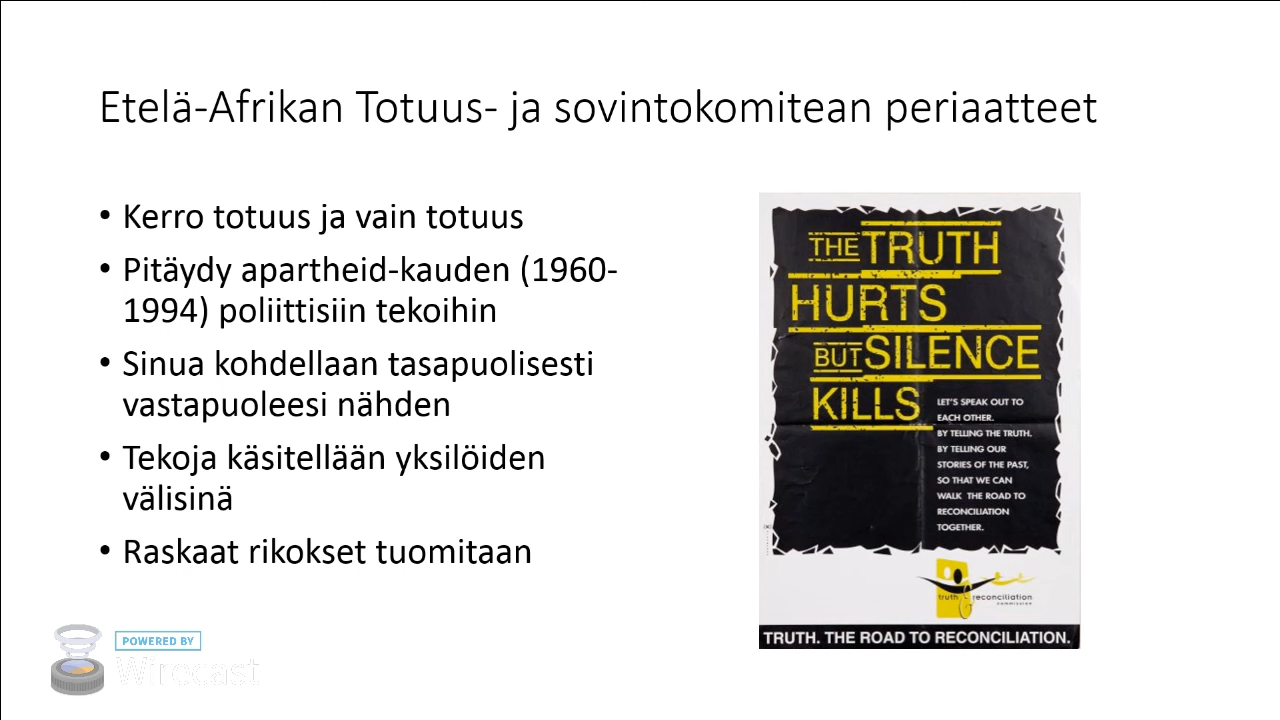 Etelä-Afrikan Totuus- ja sovintokomitean periaatteet
• Kerro totuus ja vain totuus
• Pitäydy apartheid-kauden (1960-
1994) poliittisiin tekoihin
• Sinua kohdellaan tasapuolisesti
vastapuoleesi nähden
• Tekoja käsitellään yksilöiden
välisinä
• Raskaat rikokset tuomitaan
THE TRUTH
HURTS
BUT SILENCE
KILLS
LET'S SPEAK OUT TO
EACH OTHER.
BY TELLING THE TRUTH.
BY TELLING OUR
STORIES OF THE PAST,
SO THAT WE CAN
WALK THE ROAD TO
RECONCILIATION
TOGETHER.
truth & reconciliation
commission
TRUTH. THE ROAD TO RECONCILIATION.
POWERED BY
Wirecast